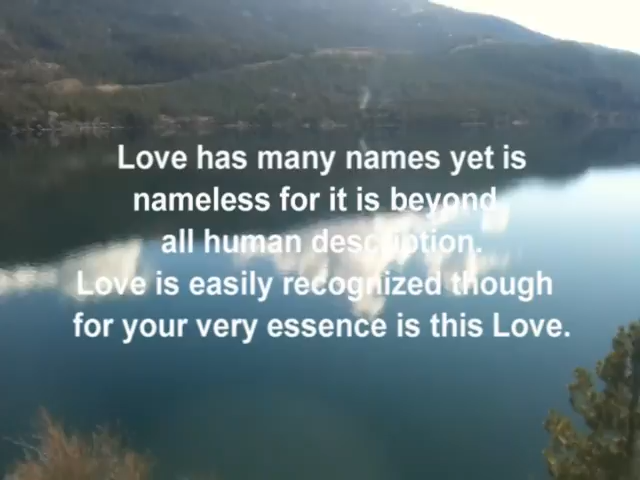 Love has many names yet is
nameless for it is beyond
all human description.
Love is easily recognized though
for your very essence is this Love.